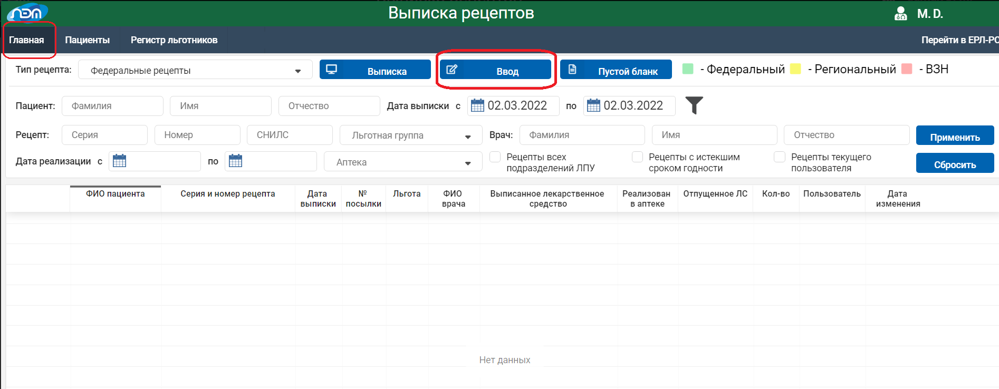 ЛЭМ
Выписка рецептов
M. D.
Главная
Пациенты
Регистр льготников
Перейти в ЕРЛ-РС
Тип рецепта:
Федеральные рецепты
Выписка
Ввод
Пустой бланк
- Федеральный
- Региональный
- ВЗН
Пациент:
Фамилия
Имя
Отчество
Дата выписки
с
02.03.2022
по
02.03.2022
Рецепт:
Серия
Номер
СНИЛС
Льготная группа
Врач:
Фамилия
Имя
Отчество
Применить
Дата реализации
с
по
Аптека
Рецепты всех
подразделений ЛПУ
Рецепты с истекшим
сроком годности
Рецепты текущего
пользователя
Сбросить
ФИО пациента
Серия и номер рецепта
Дата
выписки
№
посылки
Льгота
ФИО
врача
Выписанное лекарственное
средство
Реализован
в аптеке
Отпущенное ЛС
Кол-во
Пользователь
Дата
изменения
Нет данных